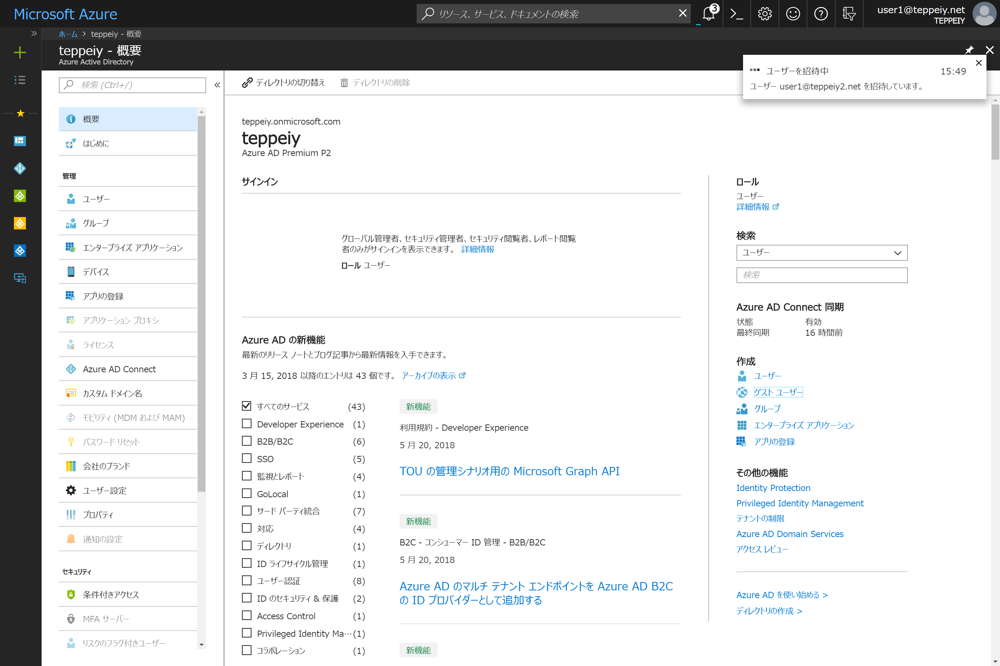 Microsoft Azure
リソース、サービス、ドキュメントの検索
3
user1@teppeiy.net
TEPPEIY
ホーム > teppeiy - 概要
teppeiy - 概要
Azure Active Directory
ユーザーを招待中 15:49
ユーザー user1@teppeiy2.net を招待しています。
検索 (Ctrl+/)
概要
はじめに
管理
ユーザー
グループ
エンタープライズ アプリケーション
デバイス
アプリの登録
アプリケーション プロキシ
ライセンス
Azure AD Connect
カスタム ドメイン名
モビリティ (MDM および MAM)
パスワード リセット
会社のブランド
ユーザー設定
プロパティ
通知の設定
セキュリティ
条件付きアクセス
MFA サーバー
リスクのフラグ付きユーザー
ディレクトリの切り替え ディレクトリの削除
teppeiy.onmicrosoft.com
teppeiy
Azure AD Premium P2
サインイン
グローバル管理者、セキュリティ管理者、セキュリティ閲覧者、レポート閲覧
者のみがサインインを表示できます。 詳細情報
ロール ユーザー
Azure AD の新機能
最新のリリース ノートとブログ記事から最新情報を入手できます。
3 月 15, 2018 以降のエントリは 43 個です。 アーカイブの表示
すべてのサービス (43)
Developer Experience (1)
B2B/B2C (6)
SSO (5)
監視とレポート (4)
GoLocal (1)
サード パーティ統合 (7)
対応 (4)
ディレクトリ (1)
ID ライフサイクル管理 (1)
ユーザー認証 (8)
ID のセキュリティ & 保護 (2)
Access Control (1)
Privileged Identity Ma… (1)
コラボレーション (1)
新機能
利用規約 - Developer Experience
5 月 20, 2018
TOU の管理シナリオ用の Microsoft Graph API
新機能
B2C - コンシューマー ID 管理 - B2B/B2C
5 月 20, 2018
Azure AD のマルチ テナント エンドポイントを Azure AD B2C
の ID プロバイダーとして追加する
新機能
ロール
ユーザー
詳細情報
検索
ユーザー
検索
Azure AD Connect 同期
状態 有効
最終同期 16 時間前
作成
ユーザー
ゲスト ユーザー
グループ
エンタープライズ アプリケーション
アプリの登録
その他の機能
Identity Protection
Privileged Identity Management
テナントの制限
Azure AD Domain Services
アクセス レビュー
Azure AD を使い始める >
ディレクトリの作成 >